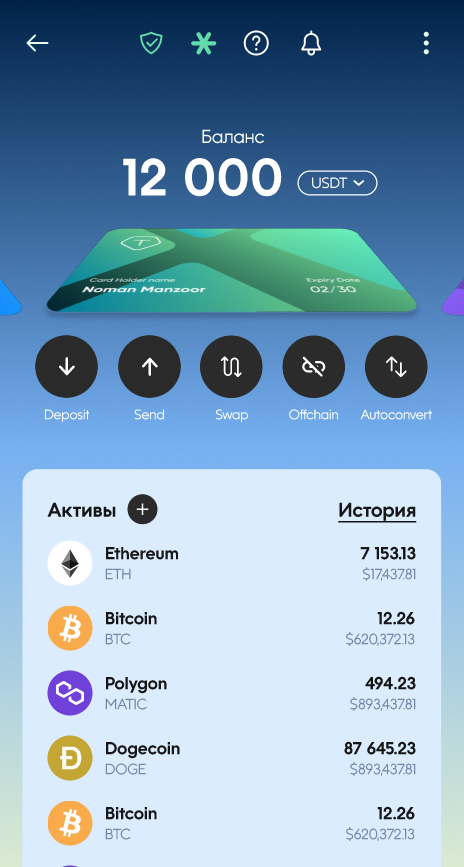 Баланс
12 000 USDT
Card Holder name Expiry Date
Noman Manzoor 02/30
Deposit Send Swap Offchain Autoconvert
Активы История
Ethereum 7 153.13
ETH $17,437.81
Bitcoin 12.26
BTC $620,372.13
Polygon 494.23
MATIC $893,437.81
Dogecoin 87 645.23
DOGE $893,437.81
Bitcoin 12.26
BTC $620,372.13